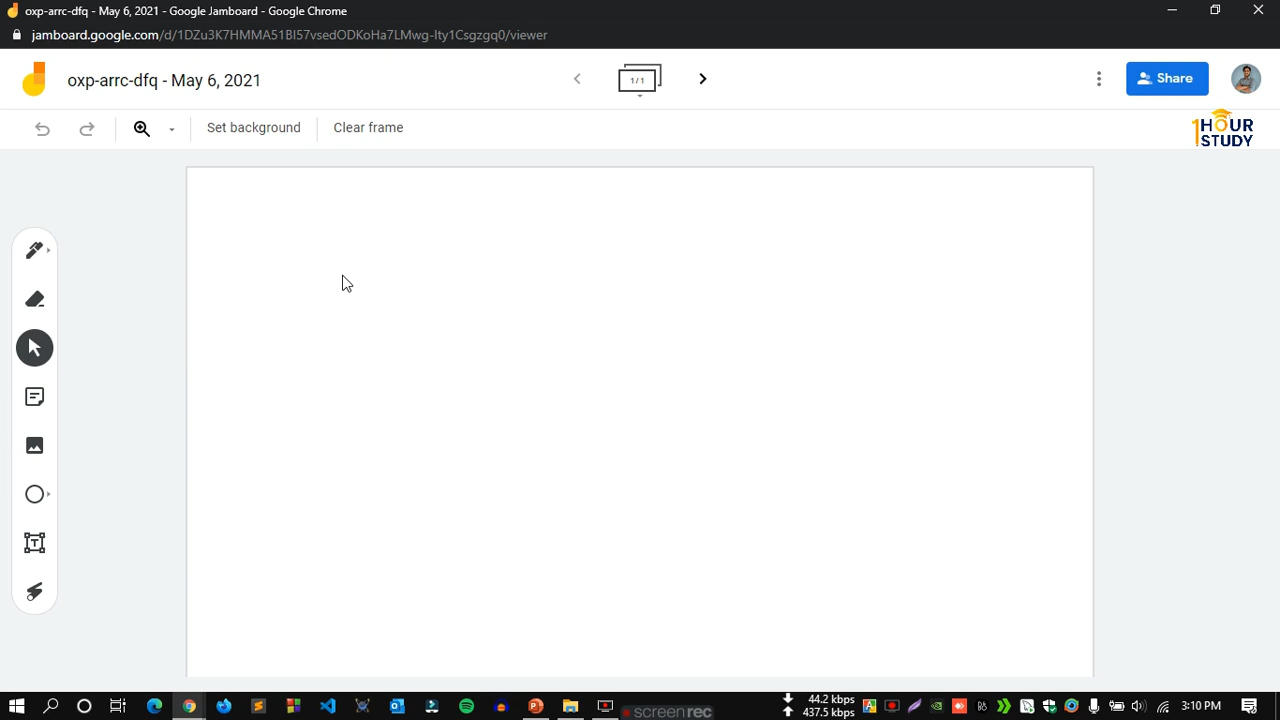 oxp-arrc-dfq - May 6, 2021 - Google Jamboard - Google Chrome
jamboard.google.com/d/1DZu3K7HMMA51BI57vsedODKoHa7LMwg-Ity1Csgzgq0/viewer
oxp-arrc-dfq - May 6, 2021
1/1
Share
Set background
Clear frame
1HOUR
STUDY
44.2 kbps
437.5 kbps
screenrec
3:10 PM